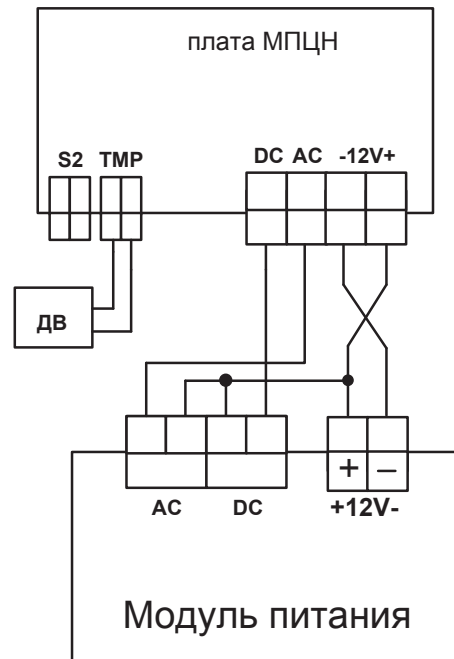 плата МПЦН
S2 TMP DC AC -12V+
ДВ
+ –
AC DC +12V-
Модуль питания